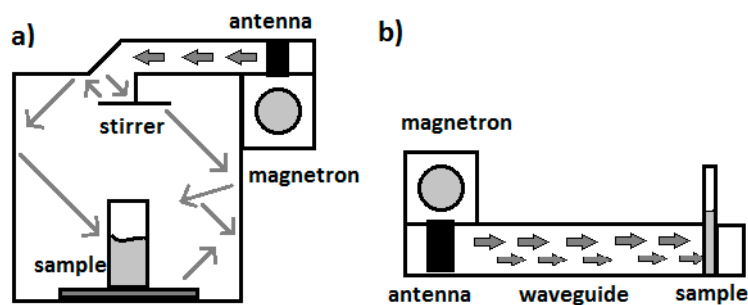 a)
antenna
stirrer
magnetron
sample
b)
magnetron
antenna
waveguide
sample